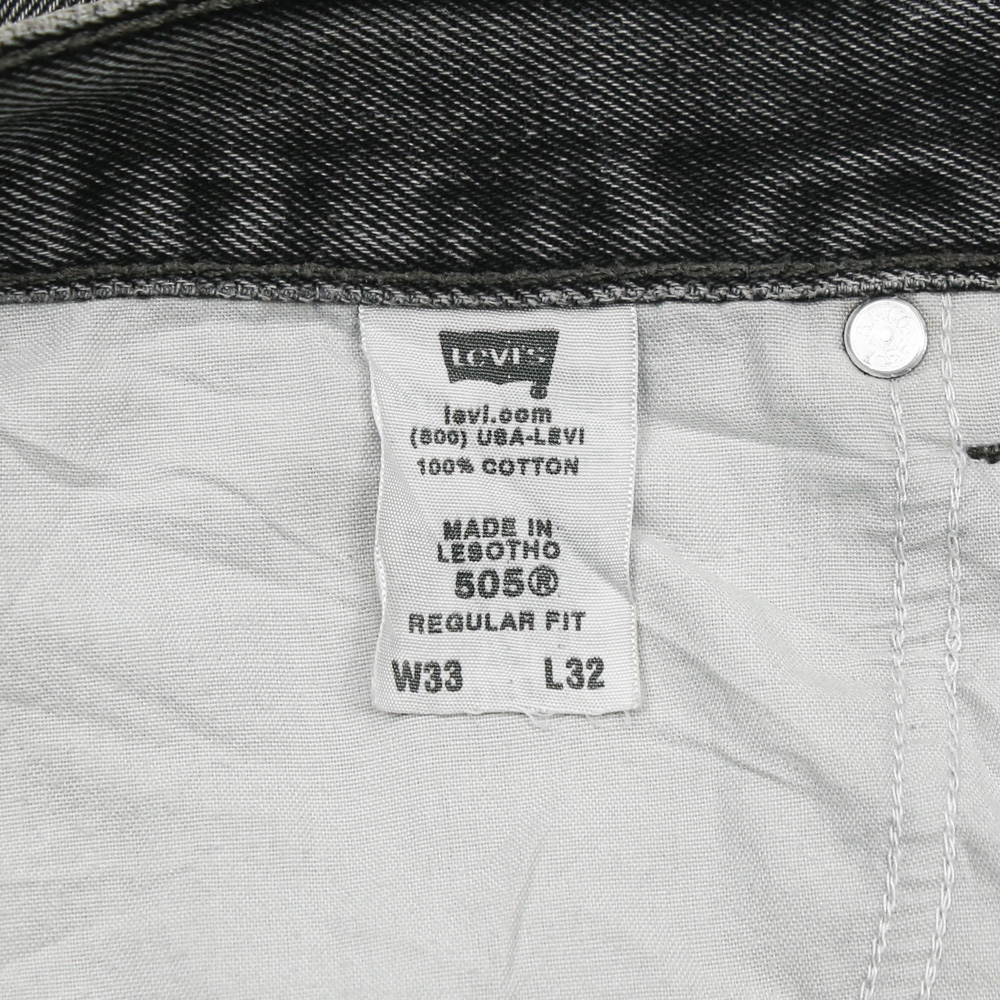 Levi's
®
levi.com
(800) USA-LEVI
100% COTTON
MADE IN
LESOTHO
505®
REGULAR FIT
W33 L32